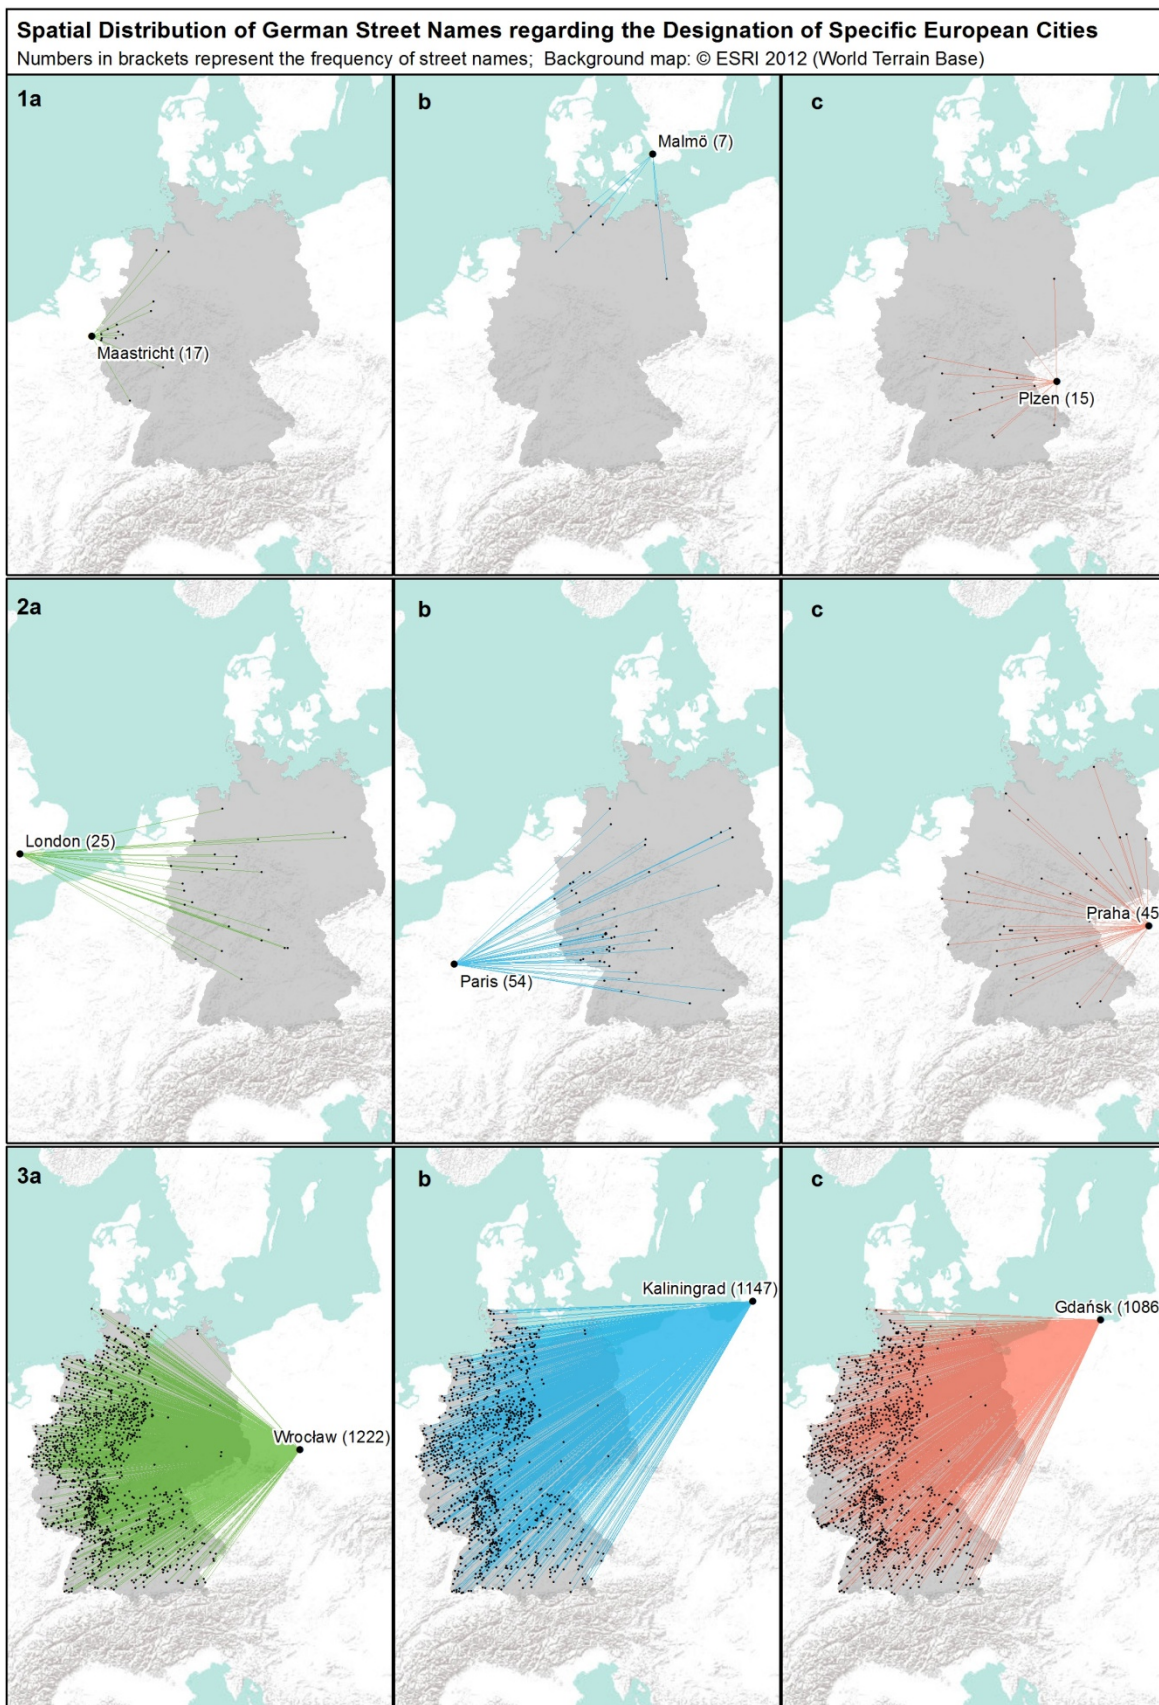 Spatial Distribution of German Street Names regarding the Designation of Specific European Cities
Numbers in brackets represent the frequency of street names; Background map: © ESRI 2012 (World Terrain Base)
1a
Maastricht (17)
b
Malmö (7)
c
Plzen (15)
2a
London (25)
b
Paris (54)
c
Praha (45
3a
Wrocław (1222)
b
Kaliningrad (1147)
c
Gdańsk (1086